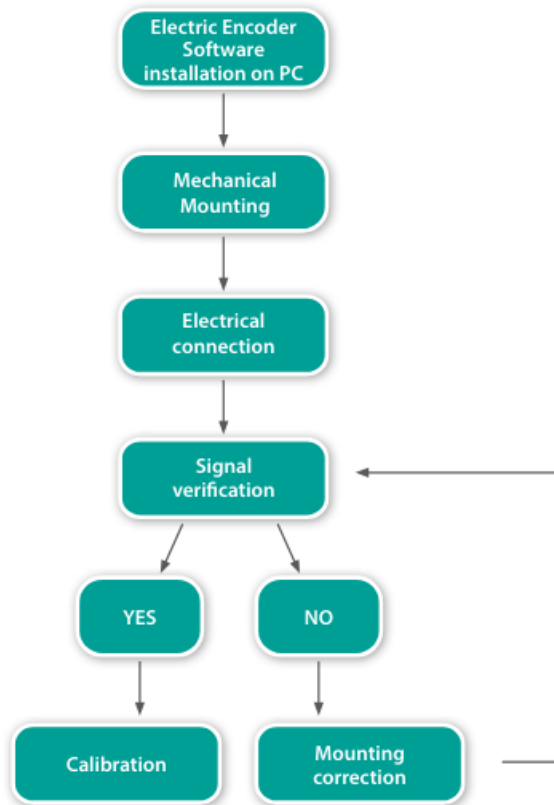 Electric Encoder
Software
installation on PC
Mechanical
Mounting
Electrical
connection
Signal
verification
YES
NO
Calibration
Mounting
correction